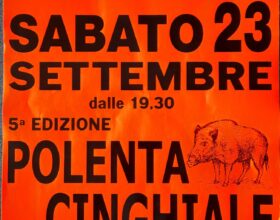 SABATO 23
SETTEMBRE
dalle 19,30
5ª EDIZIONE
POLENTA
CINGHIALE